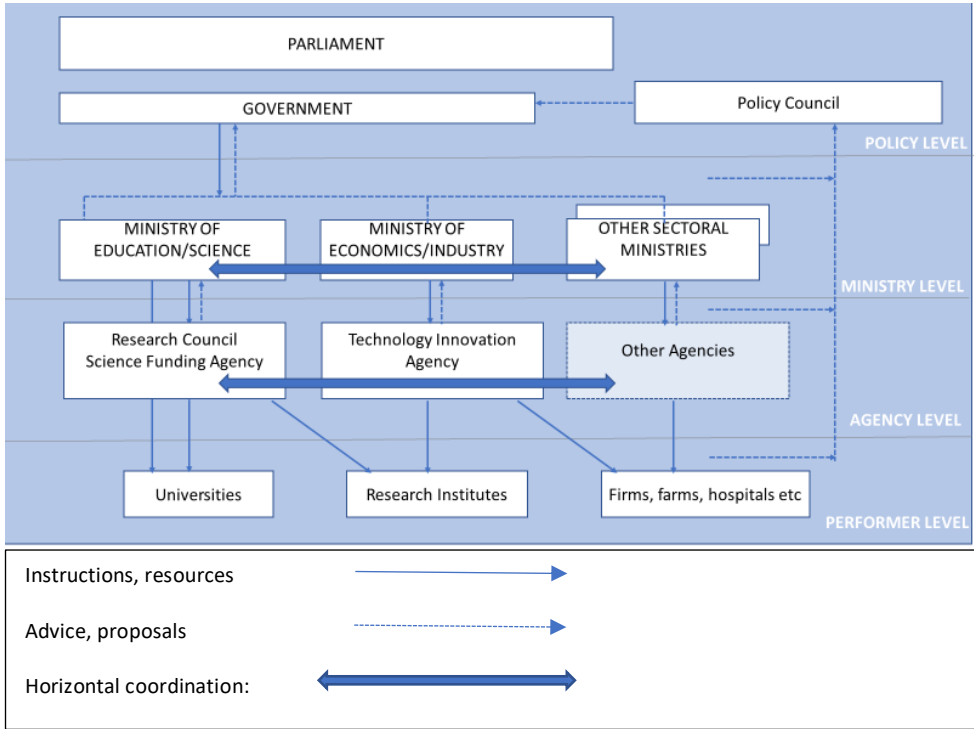 PARLIAMENT
GOVERNMENT
Policy Council
POLICY LEVEL
MINISTRY OF
EDUCATION/SCIENCE
MINISTRY OF
ECONOMICS/INDUSTRY
OTHER SECTORAL
MINISTRIES
MINISTRY LEVEL
Research Council
Science Funding Agency
Technology Innovation
Agency
Other Agencies
AGENCY LEVEL
Universities
Research Institutes
Firms, farms, hospitals etc
PERFORMER LEVEL
Instructions, resources
Advice, proposals
Horizontal coordination: